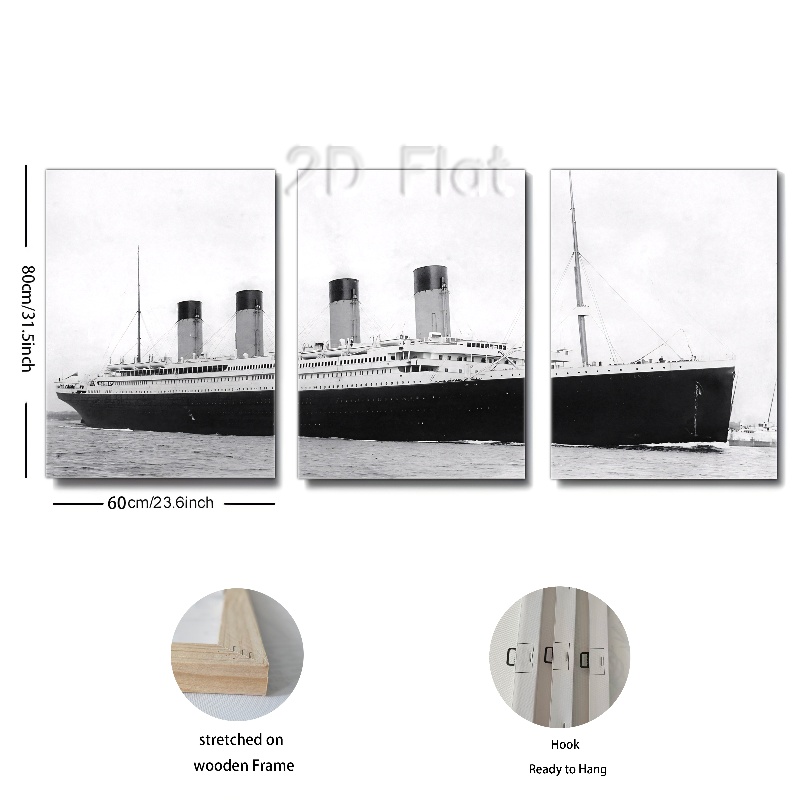 2D Flat
80cm/31.5inch
60cm/23.6inch
stretched on
wooden Frame
Hook
Ready to Hang